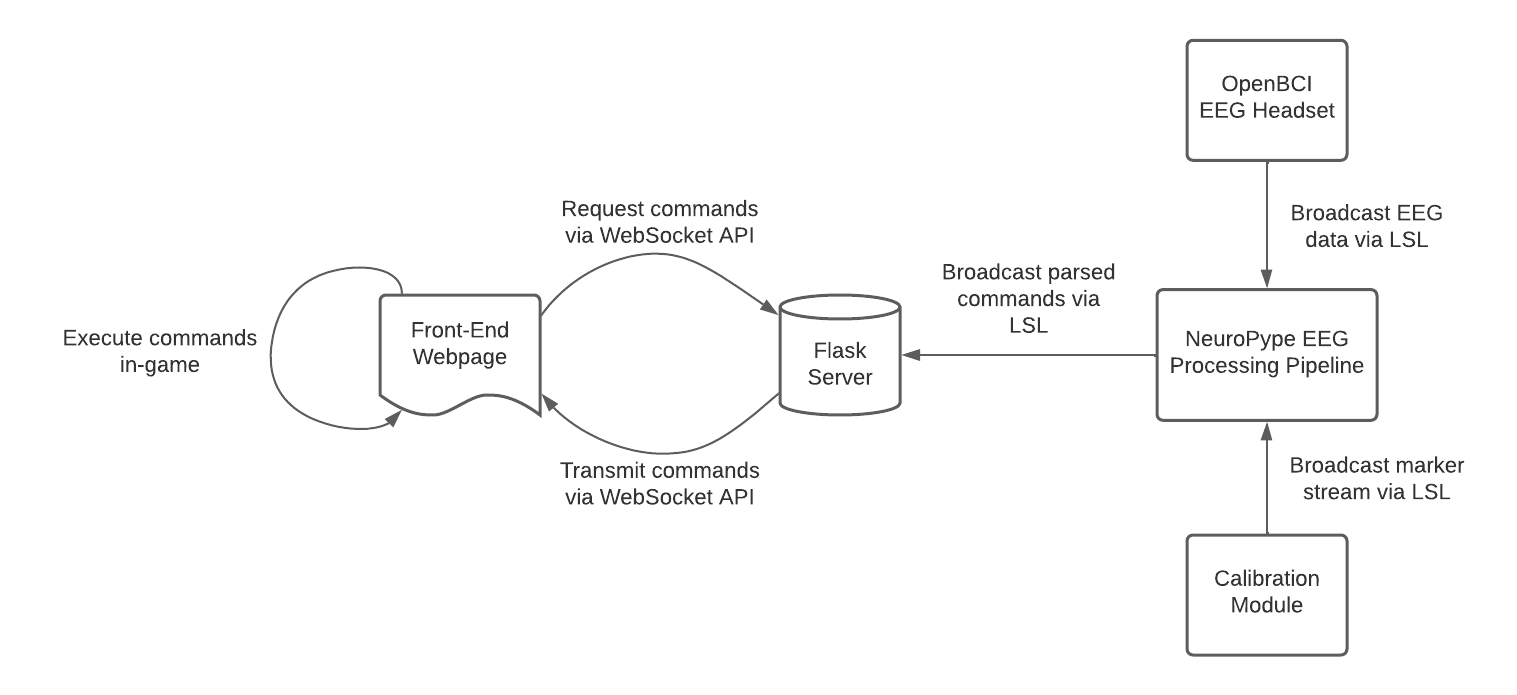 OpenBCI
EEG Headset
Request commands
via WebSocket API
Broadcast EEG
data via LSL
Broadcast parsed
commands via
LSL
Execute commands
in-game
Front-End
Webpage
Flask
Server
NeuroPype EEG
Processing Pipeline
Transmit commands
via WebSocket API
Broadcast marker
stream via LSL
Calibration
Module